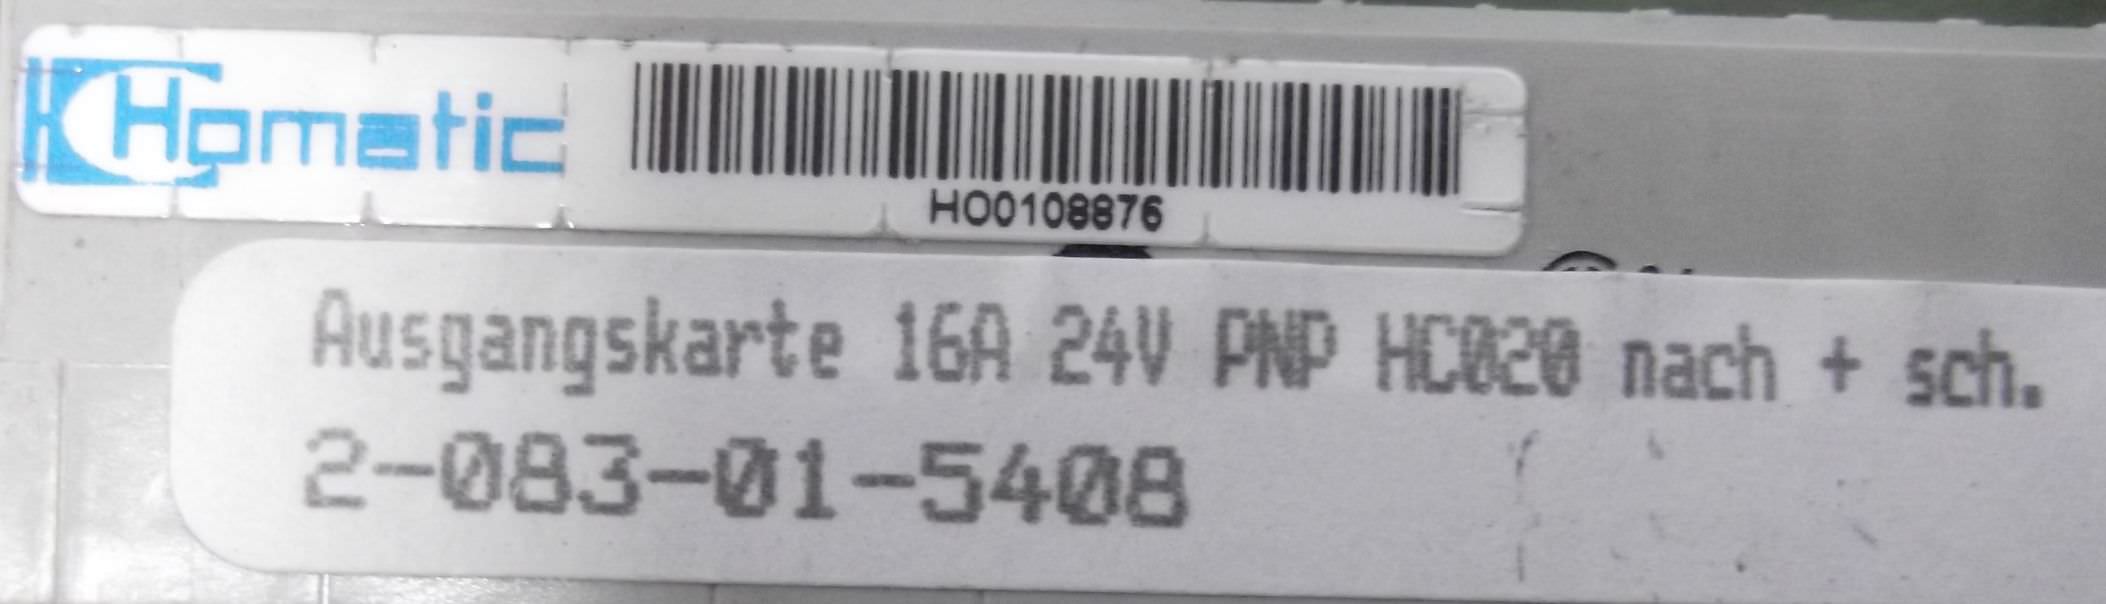 Homatic
HO0108876
Ausgangskarte 16A 24V PNP HC020 nach + sch.
2-083-01-5408